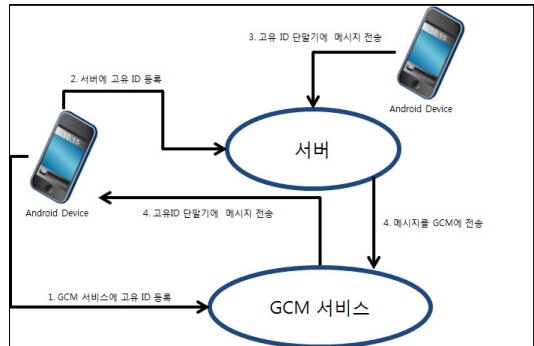 3. 고유 ID 단말기에 메시지 전송
2. 서버에 고유 ID 등록
Android Device
서버
Android Device
4. 고유ID 단말기에 메시지 전송
4. 메시지를 GCM에 전송
1. GCM 서비스에 고유 ID 등록
GCM 서비스